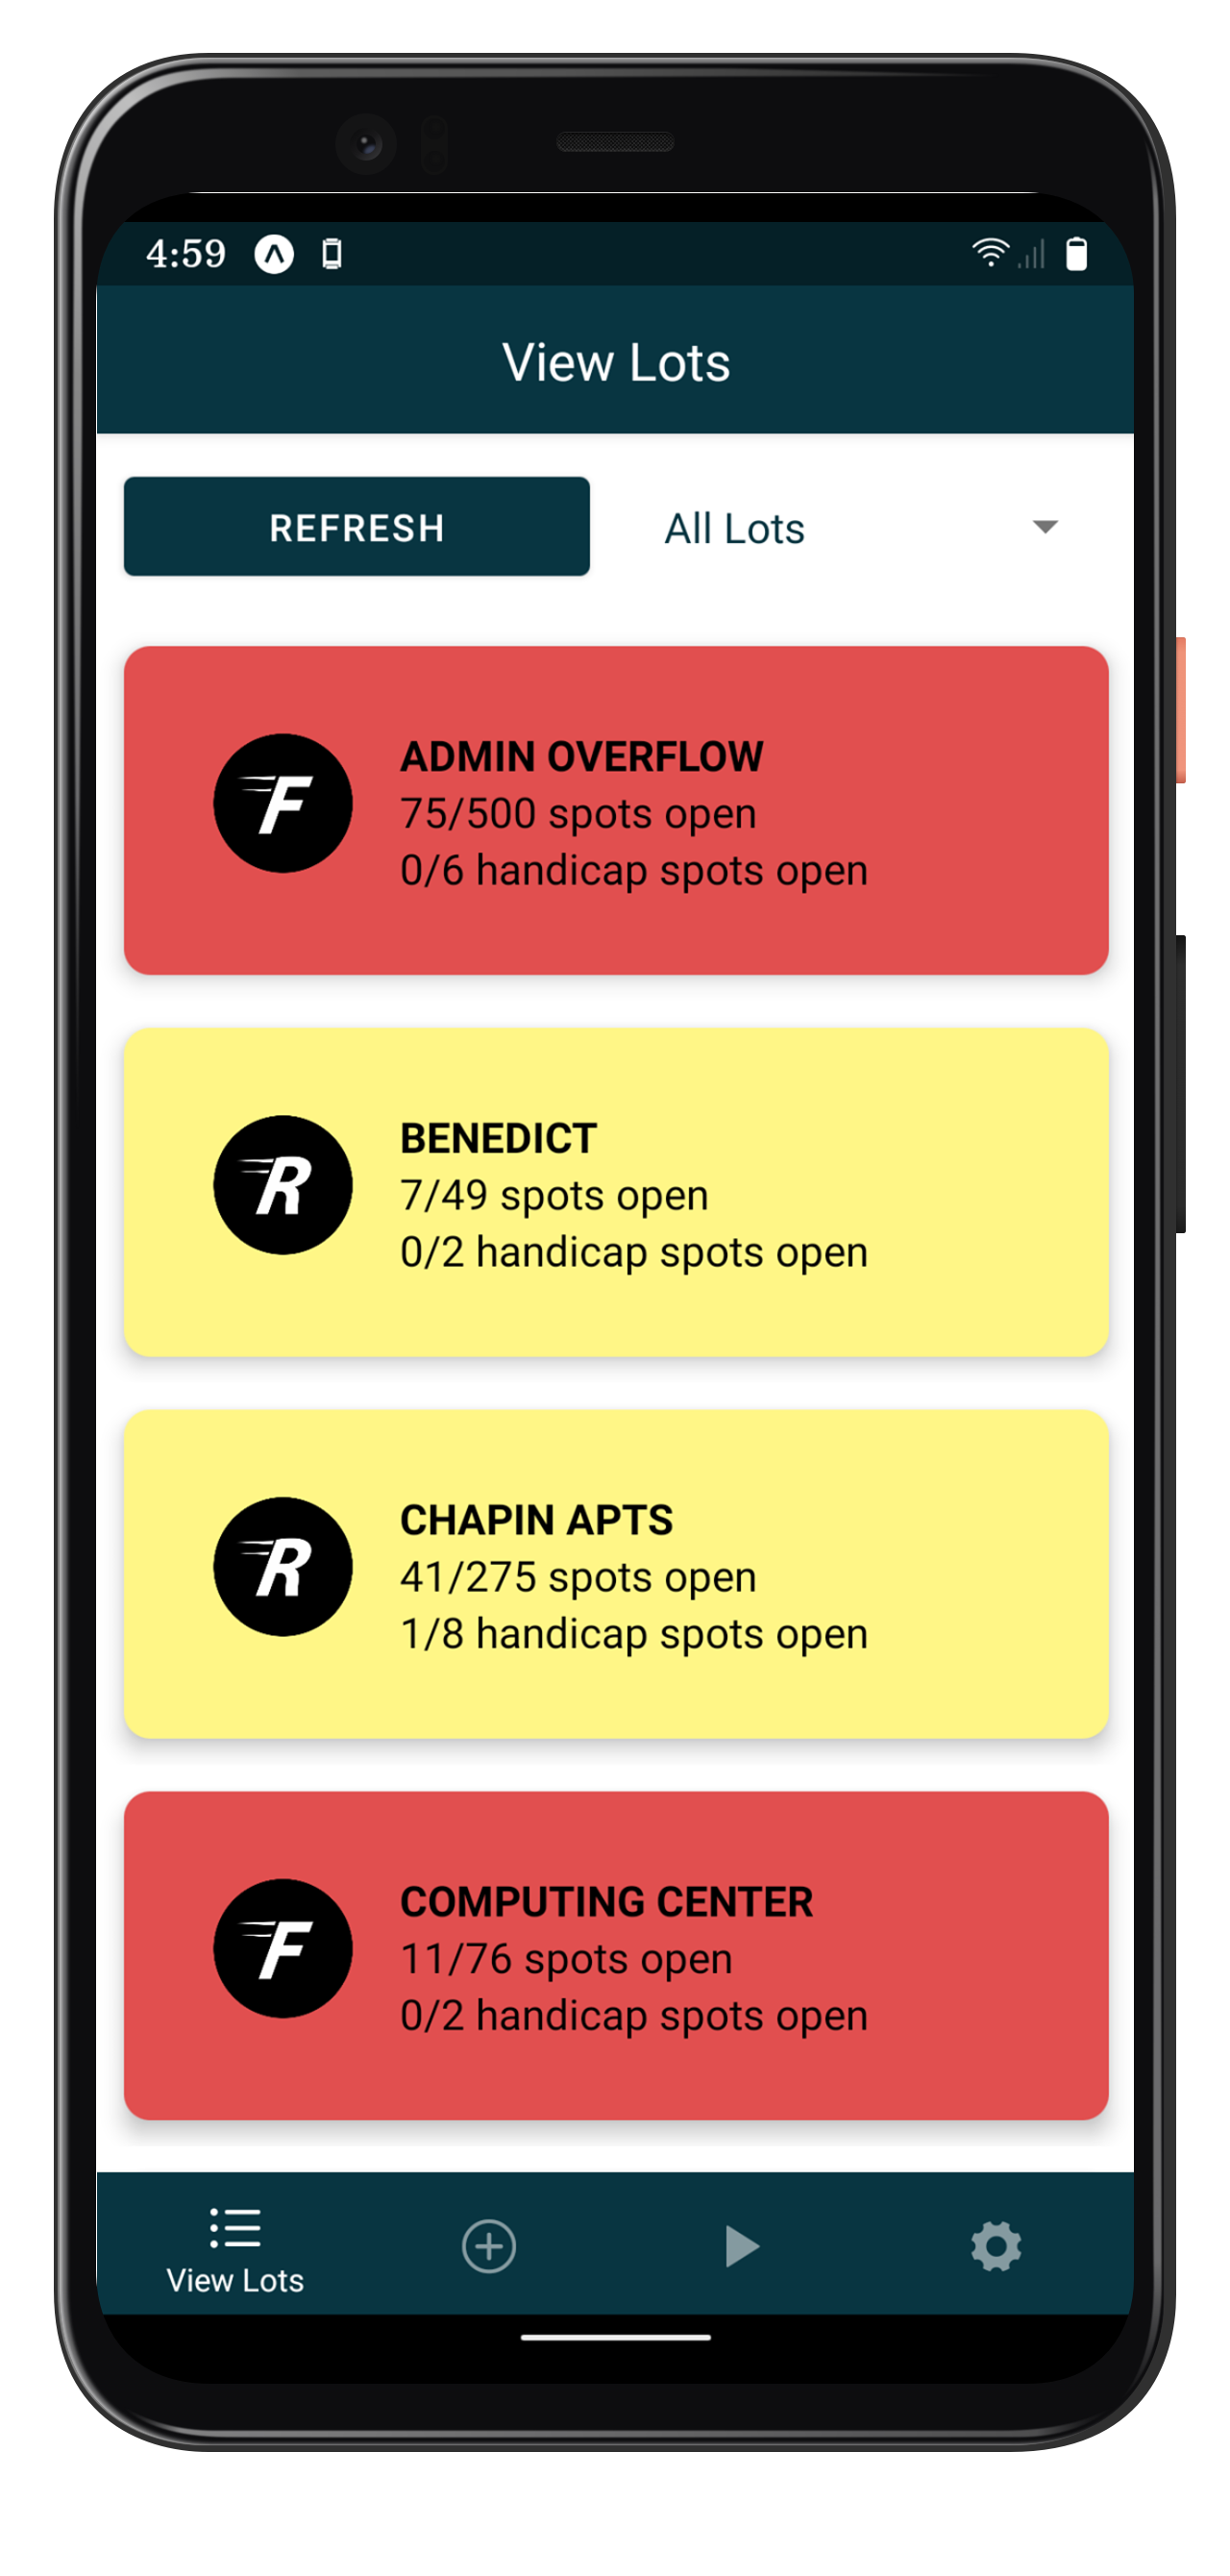 4:59
View Lots
REFRESH
All Lots
F
ADMIN OVERFLOW
75/500 spots open
0/6 handicap spots open
R
BENEDICT
7/49 spots open
0/2 handicap spots open
R
CHAPIN APTS
41/275 spots open
1/8 handicap spots open
F
COMPUTING CENTER
11/76 spots open
0/2 handicap spots open
View Lots